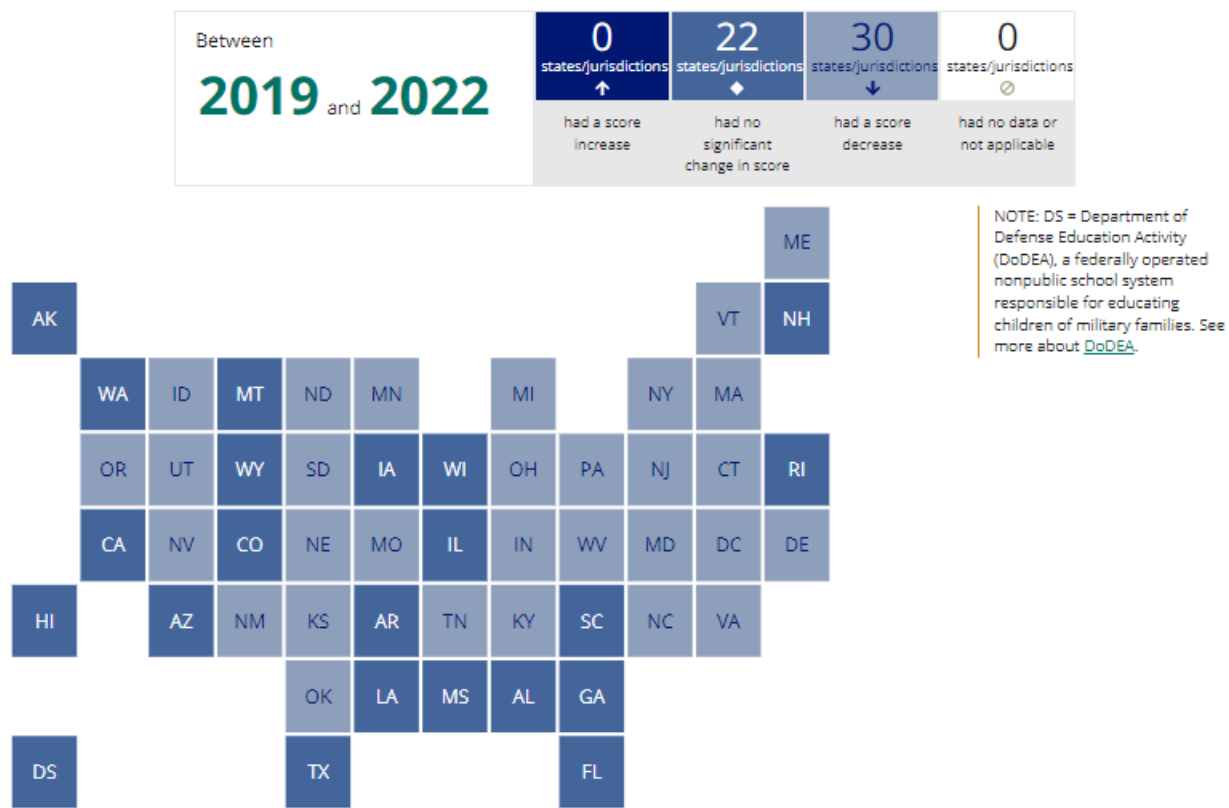 Between
2019 and 2022
0
states/jurisdictions
↑
had a score
increase
22
states/jurisdictions
◆
had no
significant
change in score
30
states/jurisdictions
↓
had a score
decrease
0
states/jurisdictions
⊘
had no data or
not applicable
NOTE: DS = Department of
Defense Education Activity
(DoDEA), a federally operated
nonpublic school system
responsible for educating
children of military families. See
more about DoDEA.
ME
AK VT NH
WA ID MT ND MN MI NY MA
OR UT WY SD IA WI OH PA NJ CT RI
CA NV CO NE MO IL IN WV MD DC DE
HI AZ NM KS AR TN KY SC NC VA
OK LA MS AL GA
DS TX FL